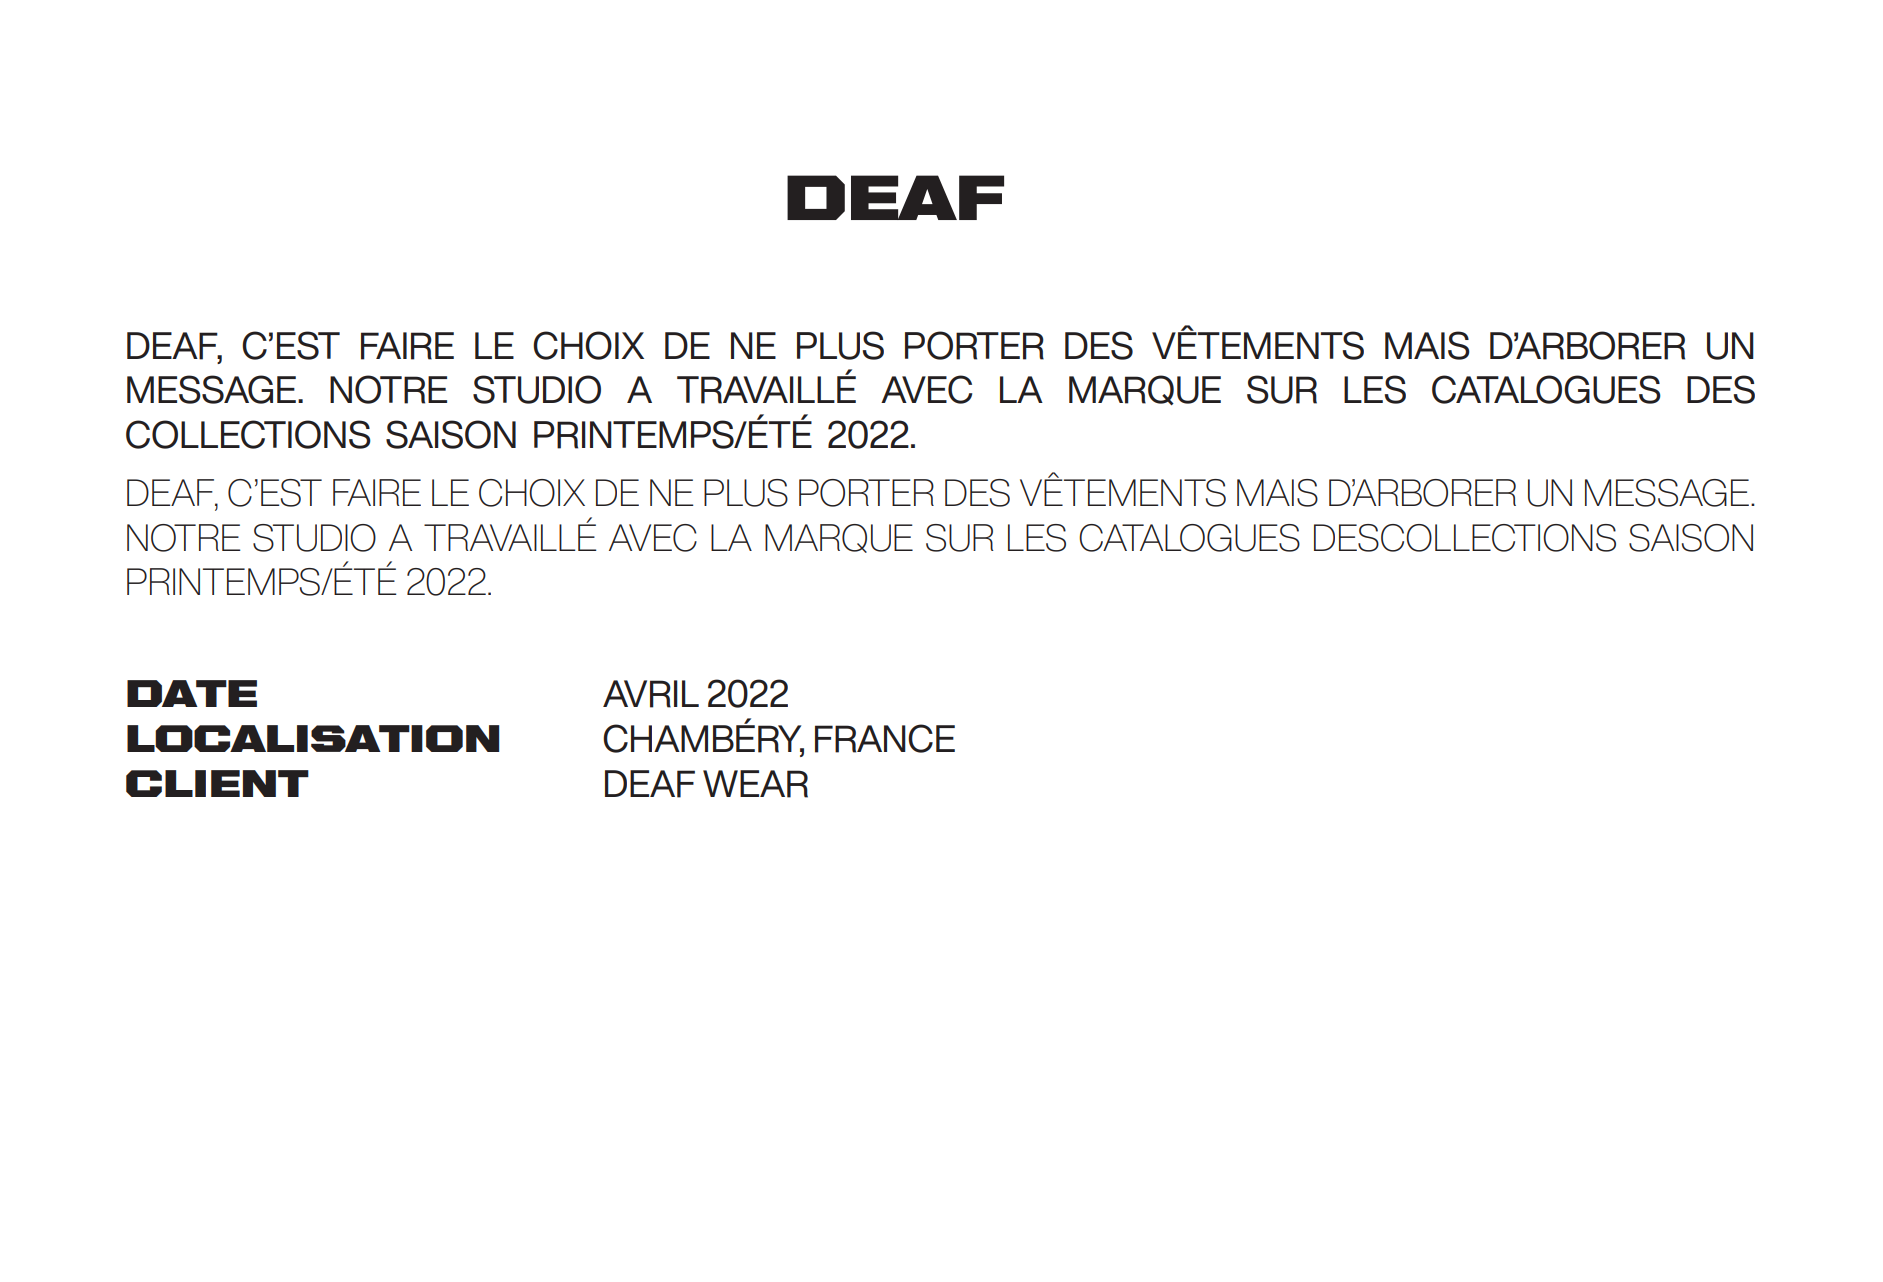 DEAF
DEAF, C’EST FAIRE LE CHOIX DE NE PLUS PORTER DES VÊTEMENTS MAIS D’ARBORER UN
MESSAGE. NOTRE STUDIO A TRAVAILLÉ AVEC LA MARQUE SUR LES CATALOGUES DES
COLLECTIONS SAISON PRINTEMPS/ÉTÉ 2022.
DEAF, C’EST FAIRE LE CHOIX DE NE PLUS PORTER DES VÊTEMENTS MAIS D’ARBORER UN MESSAGE.
NOTRE STUDIO A TRAVAILLÉ AVEC LA MARQUE SUR LES CATALOGUES DESCOLLECTIONS SAISON
PRINTEMPS/ÉTÉ 2022.
DATE AVRIL 2022
LOCALISATION CHAMBÉRY, FRANCE
CLIENT DEAF WEAR